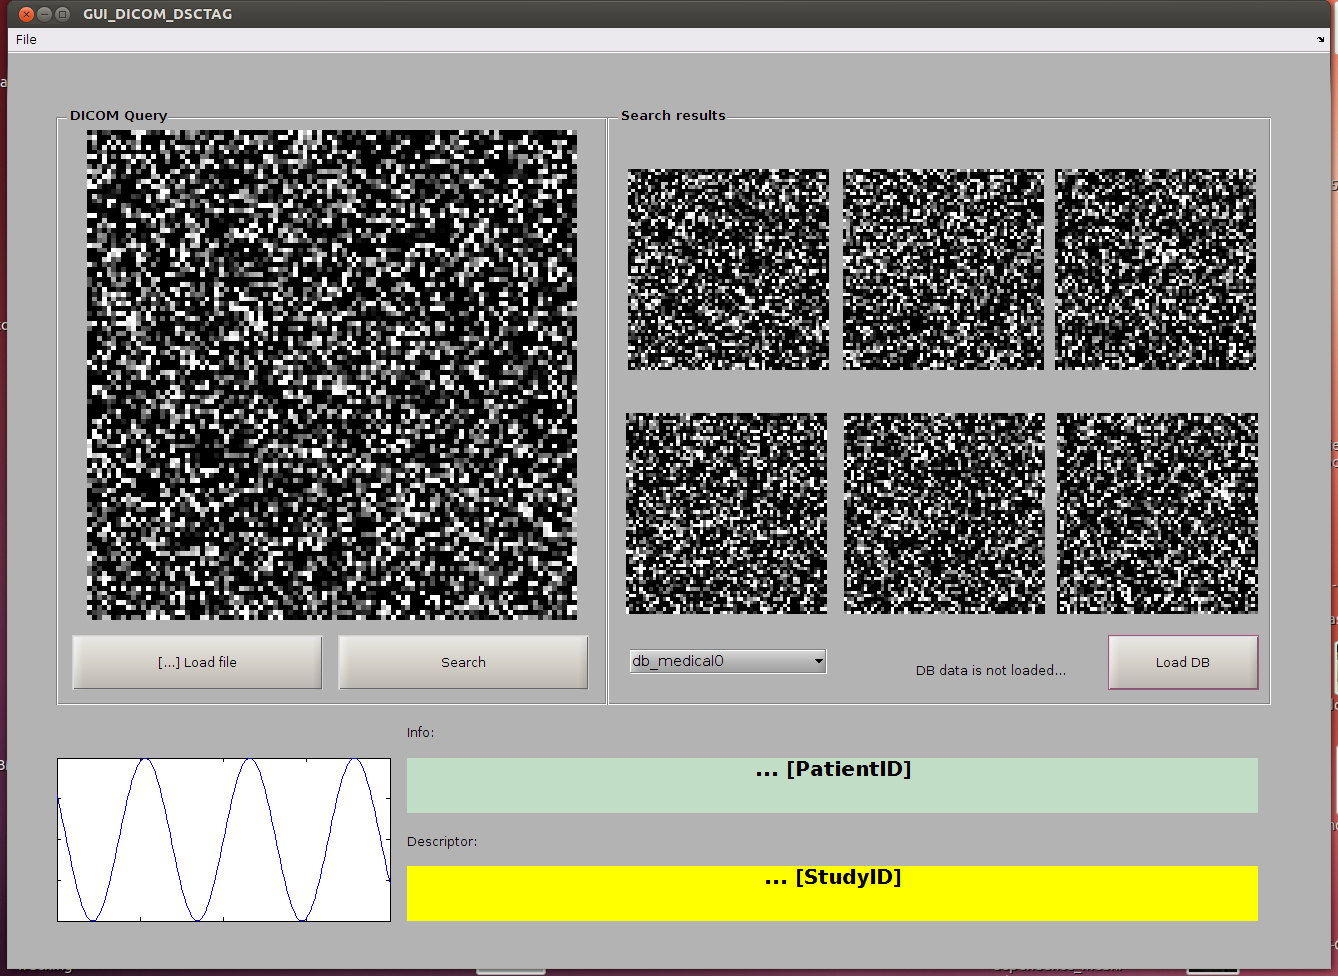 GUI_DICOM_DSCTAG
File
DICOM Query
Search results
[...] Load file
Search
db_medical0
DB data is not loaded...
Load DB
Info:
... [PatientID]
Descriptor:
... [StudyID]